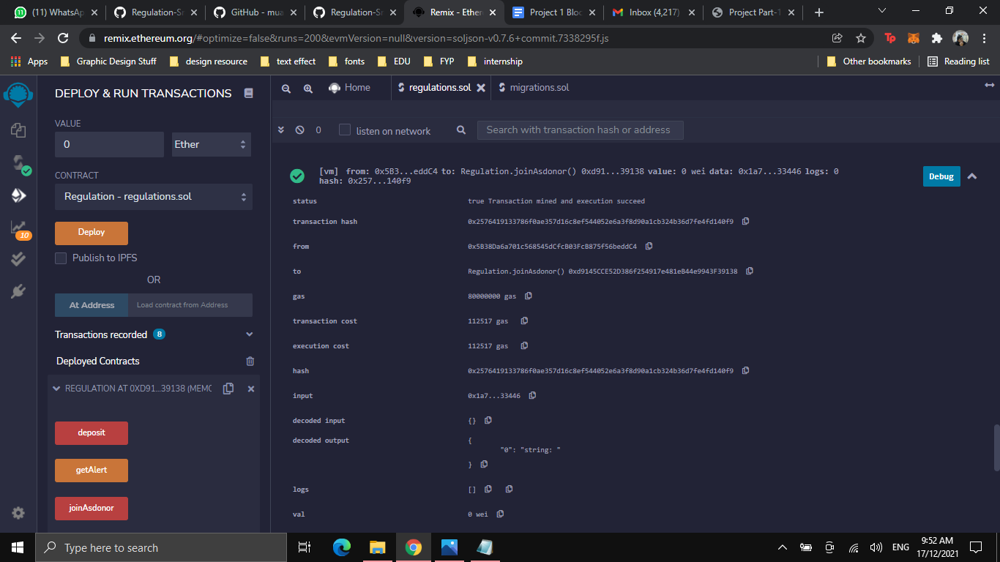 (11) WhatsAp
Regulation-Sr
GitHub - mua
Regulation-Sr
Remix - Ether
Project 1 Bloc
Inbox (4,217)
Project Part-1
remix.ethereum.org/#optimize=false&runs=200&evmVersion=null&version=soljson-v0.7.6+commit.7338295f.js
Tp
Apps
Graphic Design Stuff
design resource
text effect
fonts
EDU
FYP
internship
Other bookmarks
Reading list
DEPLOY & RUN TRANSACTIONS
VALUE
0
Ether
CONTRACT
Regulation - regulations.sol
Deploy
Publish to IPFS
OR
At Address
Load contract from Address
Transactions recorded 8
Deployed Contracts
REGULATION AT 0XD91...39138 (MEMO
deposit
getAlert
joinAsdonor
10
Home
regulations.sol
migrations.sol
0
listen on network
Search with transaction hash or address
[vm] from: 0x5B3...eddC4 to: Regulation.joinAsdonor() 0xd91...39138 value: 0 wei data: 0x1a7...33446 logs: 0
hash: 0x257...140f9
Debug
status true Transaction mined and execution succeed
transaction hash 0x2576419133786f0ae357d16c8ef544052e6a3f8d90a1cb324b36d7fe4fd140f9
from 0x5B38Da6a701c568545dCfcB03FcB875f56beddC4
to Regulation.joinAsdonor() 0xd9145CCE52D386f254917e481eB44e9943F39138
gas 80000000 gas
transaction cost 112517 gas
execution cost 112517 gas
hash 0x2576419133786f0ae357d16c8ef544052e6a3f8d90a1cb324b36d7fe4fd140f9
input 0x1a7...33446
decoded input {}
decoded output {
"0": "string: "
}
logs []
val 0 wei
Type here to search
ENG
9:52 AM
17/12/2021